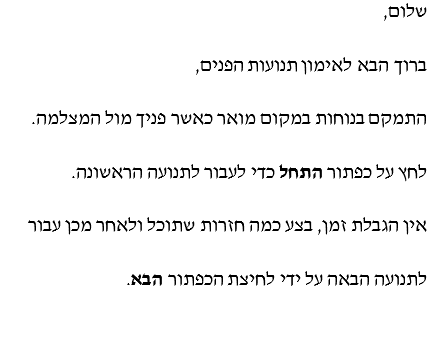 שלום,
ברוך הבא לאימון תנועות הפנים,
התמקם בנוחות במקום מואר כאשר פניך מול המצלמה.
לחץ על כפתור התחל כדי לעבור לתנועה הראשונה.
אין הגבלת זמן, בצע כמה חזרות שתוכל ולאחר מכן עבור
לתנועה הבאה על ידי לחיצת הכפתור הבא.